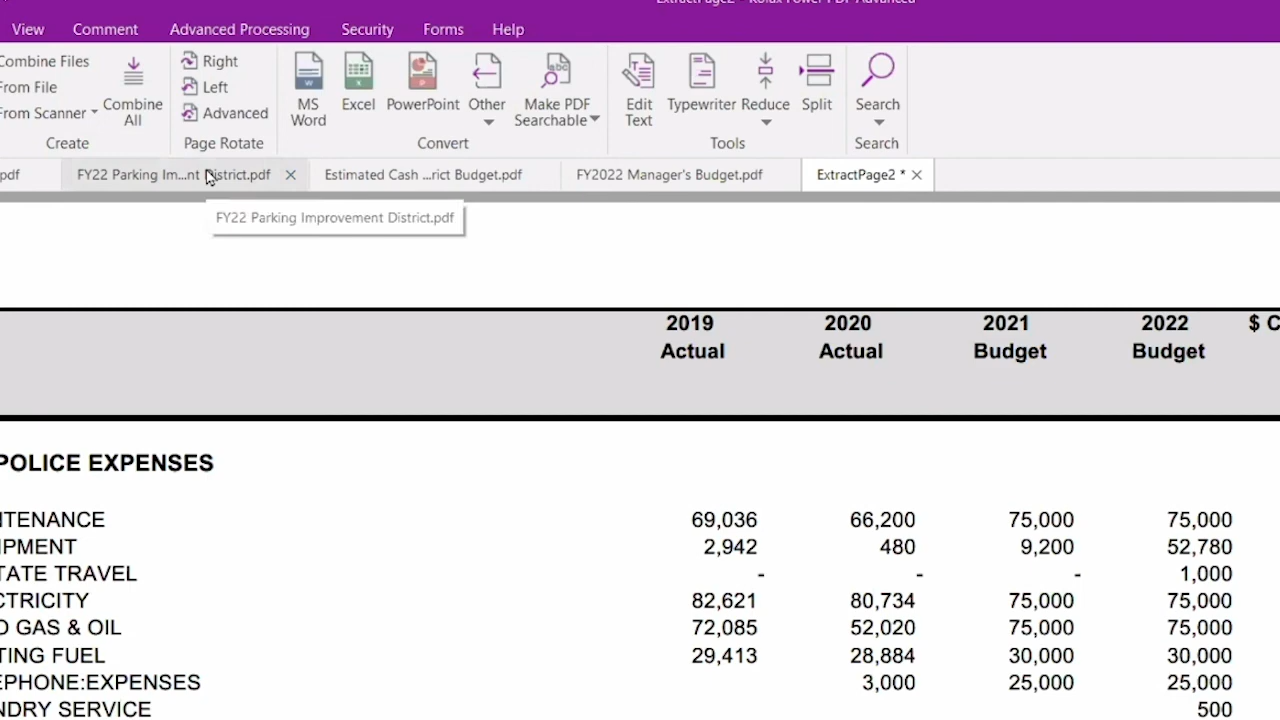 View Comment Advanced Processing Security Forms Help
Combine Files
From File
From Scanner
Combine All
Create
Right
Left
Advanced
Page Rotate
MS Word
Excel
PowerPoint
Other
Make PDF Searchable
Convert
Edit Text
Typewriter
Reduce
Split
Tools
Search
Search
pdf FY22 Parking Im...nt District.pdf Estimated Cash ...rict Budget.pdf FY2022 Manager's Budget.pdf ExtractPage2 *
FY22 Parking Improvement District.pdf
2019 2020 2021 2022 $ C
Actual Actual Budget Budget
POLICE EXPENSES
NTENANCE 69,036 66,200 75,000 75,000
IPMENT 2,942 480 9,200 52,780
TATE TRAVEL - - - 1,000
CTRICITY 82,621 80,734 75,000 75,000
GAS & OIL 72,085 52,020 75,000 75,000
TING FUEL 29,413 28,884 30,000 30,000
EPHONE:EXPENSES 3,000 25,000 25,000
NDRY SERVICE 500